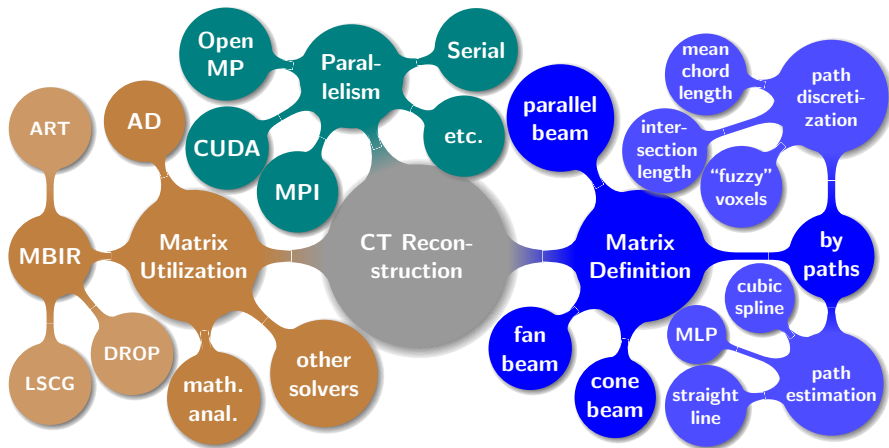 Open
MP
Paral-
lelism
Serial
CUDA
MPI
etc.
ART
AD
MBIR
Matrix
Utilization
LSCG
DROP
math.
anal.
other
solvers
CT Recon-
struction
parallel
beam
Matrix
Definition
fan
beam
cone
beam
by
paths
mean
chord
length
path
discreti-
zation
inter-
section
length
“fuzzy”
voxels
cubic
spline
MLP
straight
line
path
estimation